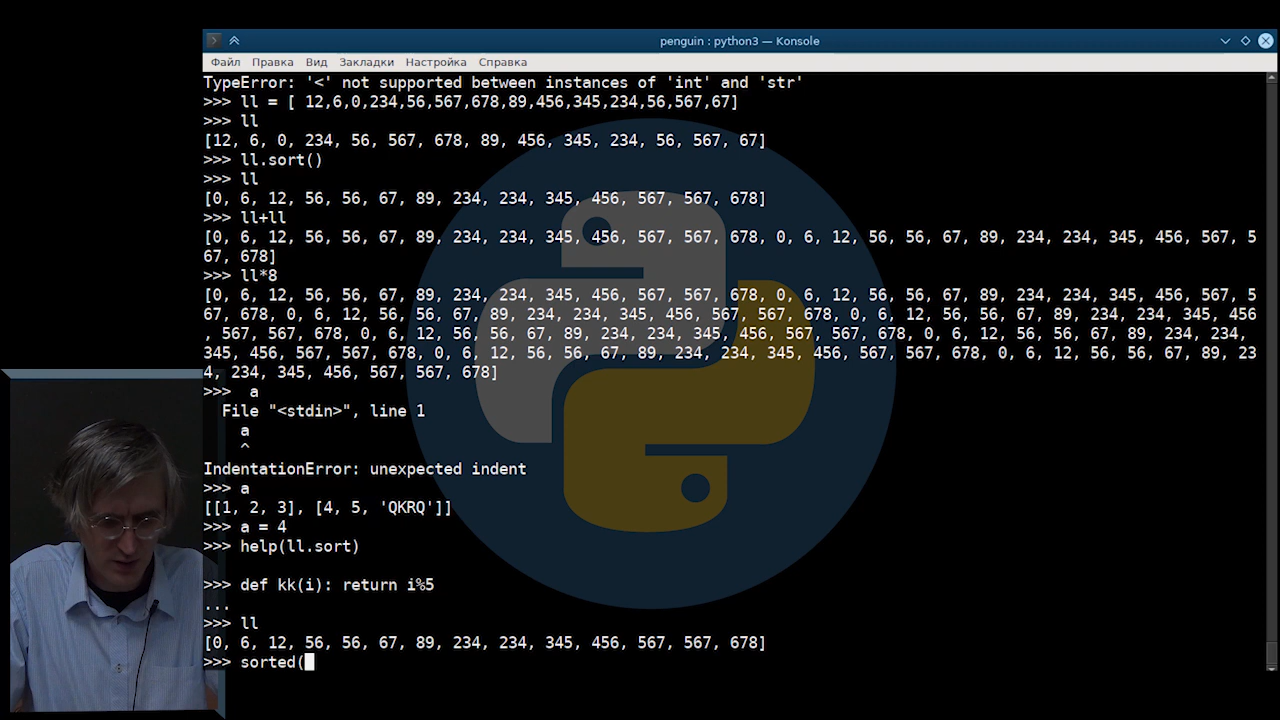 penguin : python3 — Konsole
Файл Правка Вид Закладки Настройка Справка
TypeError: '<' not supported between instances of 'int' and 'str'
>>> ll = [ 12,6,0,234,56,567,678,89,456,345,234,56,567,67]
>>> ll
[12, 6, 0, 234, 56, 567, 678, 89, 456, 345, 234, 56, 567, 67]
>>> ll.sort()
>>> ll
[0, 6, 12, 56, 56, 67, 89, 234, 234, 345, 456, 567, 567, 678]
>>> ll+ll
[0, 6, 12, 56, 56, 67, 89, 234, 234, 345, 456, 567, 567, 678, 0, 6, 12, 56, 56, 67, 89, 234, 234, 345, 456, 567, 5
67, 678]
>>> ll*8
[0, 6, 12, 56, 56, 67, 89, 234, 234, 345, 456, 567, 567, 678, 0, 6, 12, 56, 56, 67, 89, 234, 234, 345, 456, 567, 5
67, 678, 0, 6, 12, 56, 56, 67, 89, 234, 234, 345, 456, 567, 567, 678, 0, 6, 12, 56, 56, 67, 89, 234, 234, 345, 456
, 567, 567, 678, 0, 6, 12, 56, 56, 67, 89, 234, 234, 345, 456, 567, 567, 678, 0, 6, 12, 56, 56, 67, 89, 234, 234,
345, 456, 567, 567, 678, 0, 6, 12, 56, 56, 67, 89, 234, 234, 345, 456, 567, 567, 678, 0, 6, 12, 56, 56, 67, 89, 23
4, 234, 345, 456, 567, 567, 678]
>>>  a
  File "<stdin>", line 1
    a
    ^
IndentationError: unexpected indent
>>> a
[[1, 2, 3], [4, 5, 'QKRQ']]
>>> a = 4
>>> help(ll.sort)
>>> def kk(i): return i%5
...
>>> ll
[0, 6, 12, 56, 56, 67, 89, 234, 234, 345, 456, 567, 567, 678]
>>> sorted(